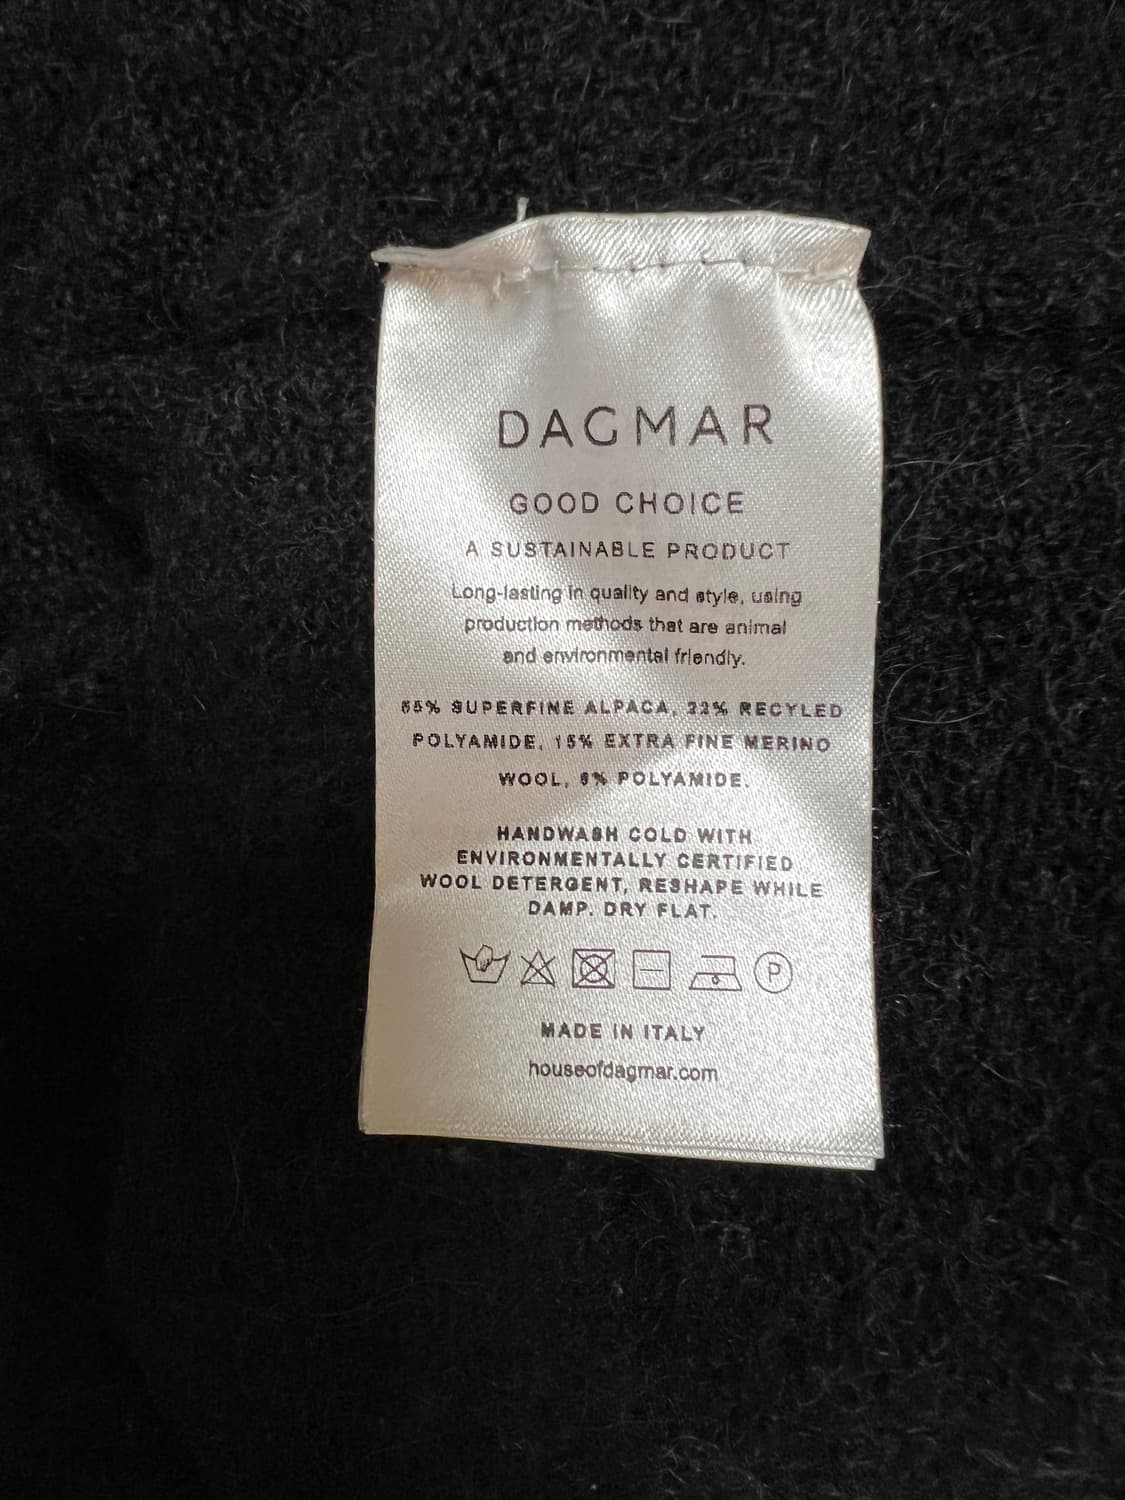 DAGMAR
GOOD CHOICE
A SUSTAINABLE PRODUCT
Long-lasting in quality and style, using
production methods that are animal
and environmental friendly.
55% SUPERFINE ALPACA, 22% RECYLED
POLYAMIDE, 15% EXTRA FINE MERINO
WOOL, 8% POLYAMIDE.
HANDWASH COLD WITH
ENVIRONMENTALLY CERTIFIED
WOOL DETERGENT, RESHAPE WHILE
DAMP. DRY FLAT.
P
MADE IN ITALY
houseofdagmar.com